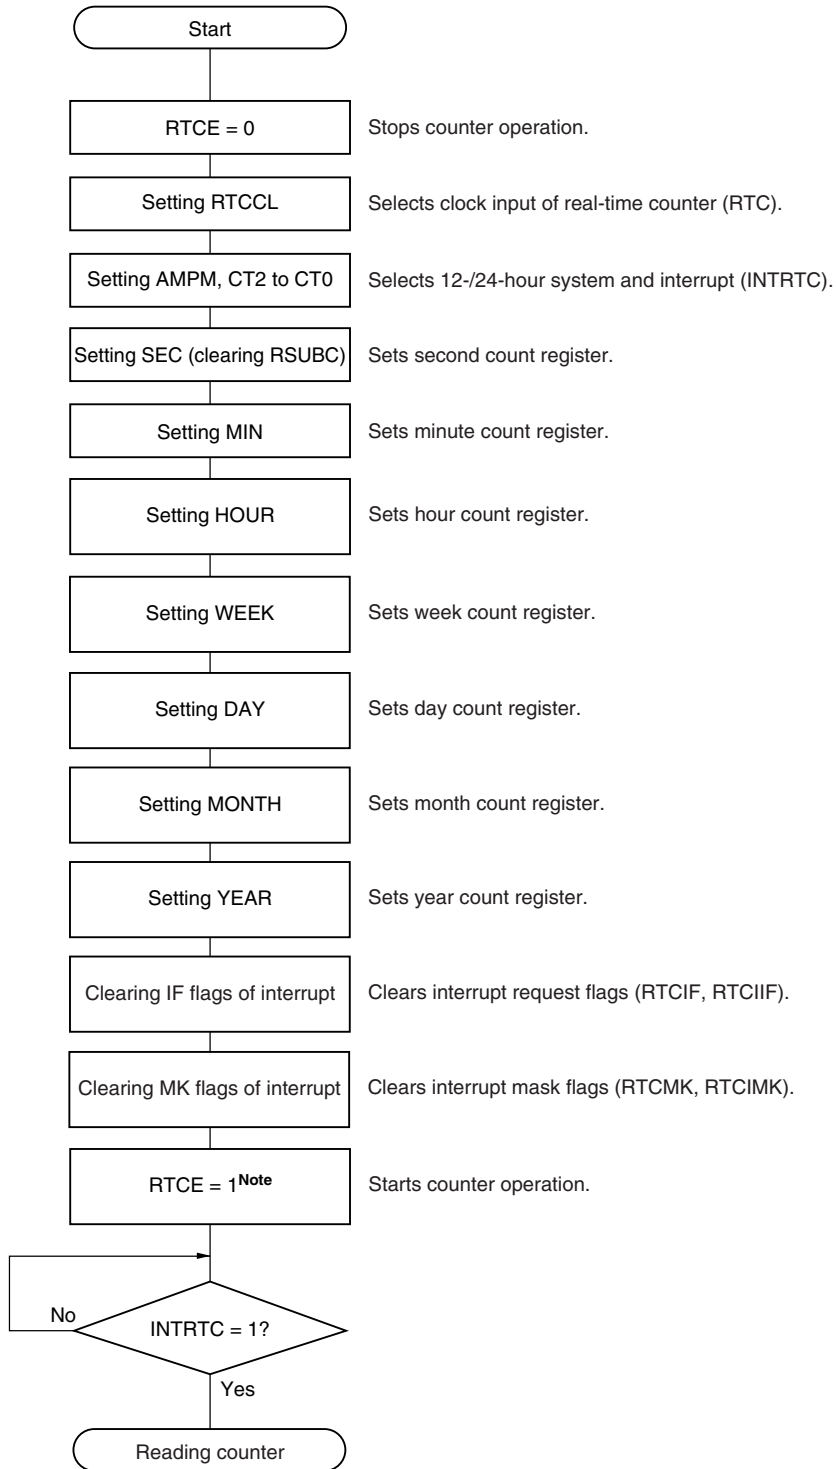 Start
RTCE = 0 Stops counter operation.
Setting RTCCL Selects clock input of real-time counter (RTC).
Setting AMPM, CT2 to CT0 Selects 12-/24-hour system and interrupt (INTRTC).
Setting SEC (clearing RSUBC) Sets second count register.
Setting MIN Sets minute count register.
Setting HOUR Sets hour count register.
Setting WEEK Sets week count register.
Setting DAY Sets day count register.
Setting MONTH Sets month count register.
Setting YEAR Sets year count register.
Clearing IF flags of interrupt Clears interrupt request flags (RTCIF, RTCIIF).
Clearing MK flags of interrupt Clears interrupt mask flags (RTCMK, RTCIMK).
RTCE = 1Note Starts counter operation.
No
INTRTC = 1?
Yes
Reading counter